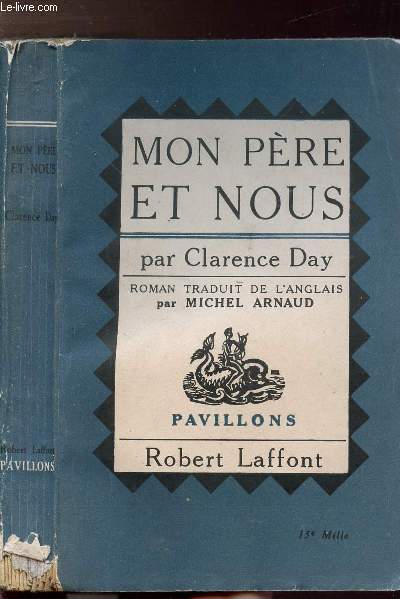 Le-livre.com
MON PÈRE
ET NOUS
Clarence Day
Robert Laffont
PAVILLONS
MON PÈRE
ET NOUS
par Clarence Day
ROMAN TRADUIT DE L'ANGLAIS
par MICHEL ARNAUD
PAVILLONS
Robert Laffont
15e Mille